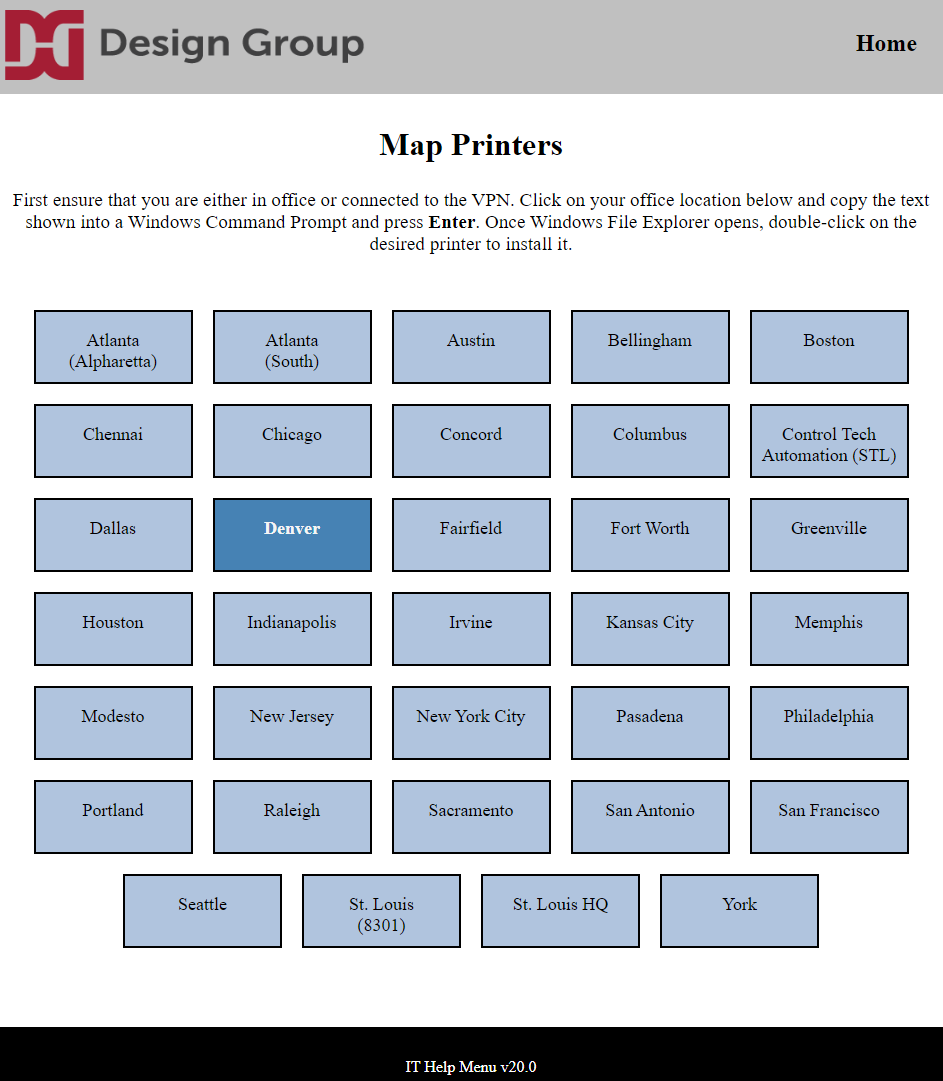 Design Group
Home
Map Printers
First ensure that you are either in office or connected to the VPN. Click on your office location below and copy the text
shown into a Windows Command Prompt and press Enter. Once Windows File Explorer opens, double-click on the
desired printer to install it.
Atlanta
(Alpharetta)
Atlanta
(South)
Austin
Bellingham
Boston
Chennai
Chicago
Concord
Columbus
Control Tech
Automation (STL)
Dallas
Denver
Fairfield
Fort Worth
Greenville
Houston
Indianapolis
Irvine
Kansas City
Memphis
Modesto
New Jersey
New York City
Pasadena
Philadelphia
Portland
Raleigh
Sacramento
San Antonio
San Francisco
Seattle
St. Louis
(8301)
St. Louis HQ
York
IT Help Menu v20.0